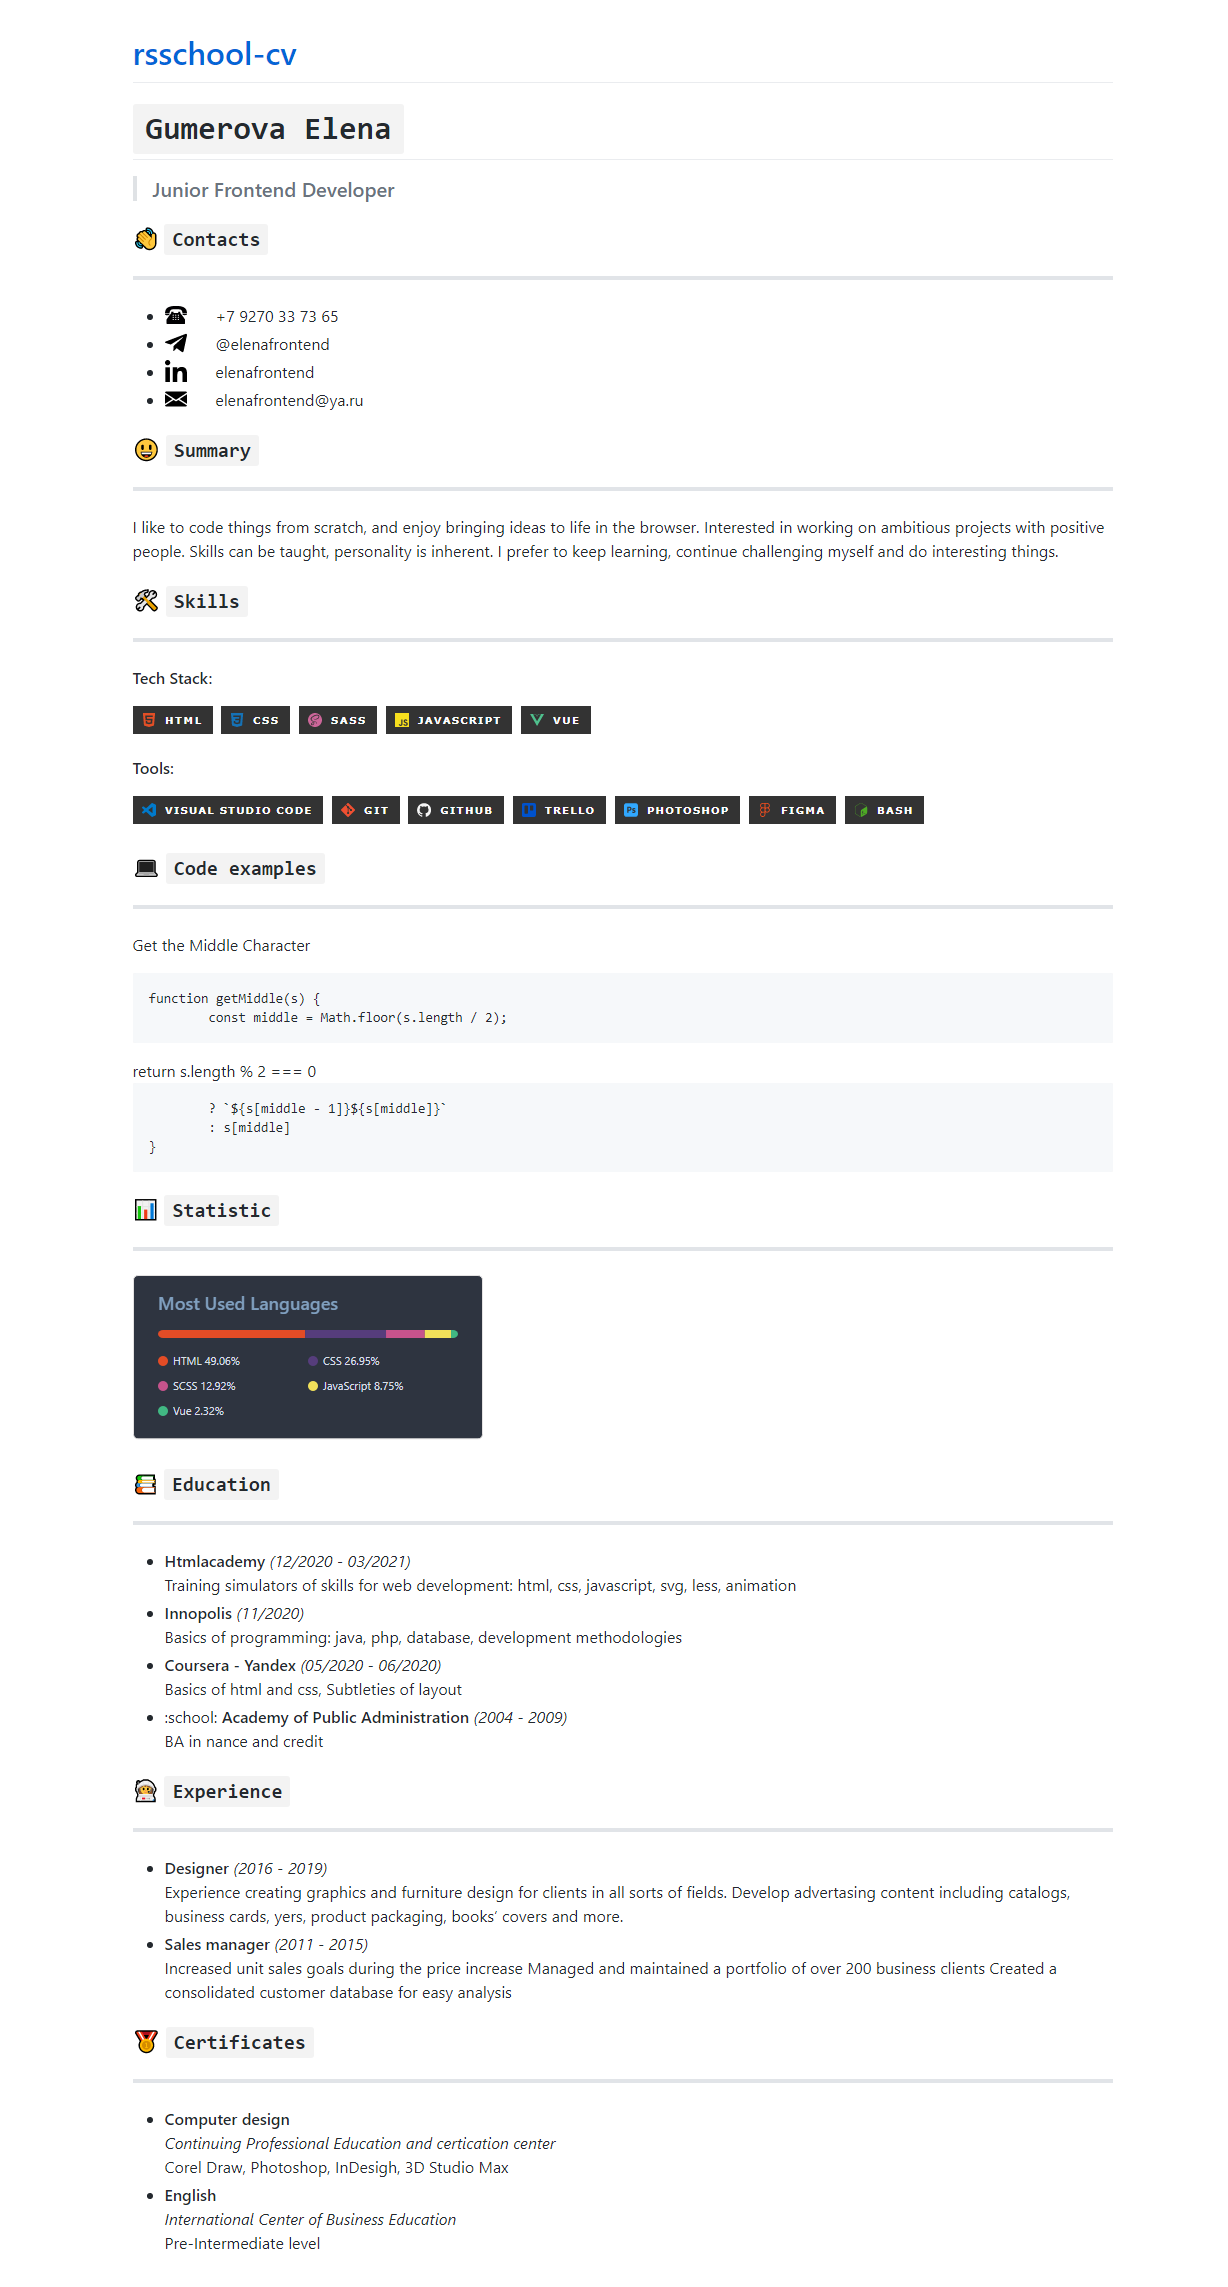 rsschool-cv
Gumerova Elena
Junior Frontend Developer
Contacts
+7 9270 33 73 65
@elenafrontend
elenafrontend
elenafrontend@ya.ru
Summary
I like to code things from scratch, and enjoy bringing ideas to life in the browser. Interested in working on ambitious projects with positive
people. Skills can be taught, personality is inherent. I prefer to keep learning, continue challenging myself and do interesting things.
Skills
Tech Stack:
HTML CSS SASS JAVASCRIPT VUE
Tools:
VISUAL STUDIO CODE GIT GITHUB TRELLO PHOTOSHOP FIGMA BASH
Code examples
Get the Middle Character
function getMiddle(s) {
const middle = Math.floor(s.length / 2);
return s.length % 2 === 0
? `${s[middle - 1]}${s[middle]}`
: s[middle]
}
Statistic
Most Used Languages
HTML 49.06% CSS 26.95%
SCSS 12.92% JavaScript 8.75%
Vue 2.32%
Education
Htmlacademy (12/2020 - 03/2021)
Training simulators of skills for web development: html, css, javascript, svg, less, animation
Innopolis (11/2020)
Basics of programming: java, php, database, development methodologies
Coursera - Yandex (05/2020 - 06/2020)
Basics of html and css, Subtleties of layout
:school: Academy of Public Administration (2004 - 2009)
BA in nance and credit
Experience
Designer (2016 - 2019)
Experience creating graphics and furniture design for clients in all sorts of fields. Develop advertasing content including catalogs,
business cards, yers, product packaging, books’ covers and more.
Sales manager (2011 - 2015)
Increased unit sales goals during the price increase Managed and maintained a portfolio of over 200 business clients Created a
consolidated customer database for easy analysis
Certificates
Computer design
Continuing Professional Education and certication center
Corel Draw, Photoshop, InDesigh, 3D Studio Max
English
International Center of Business Education
Pre-Intermediate level